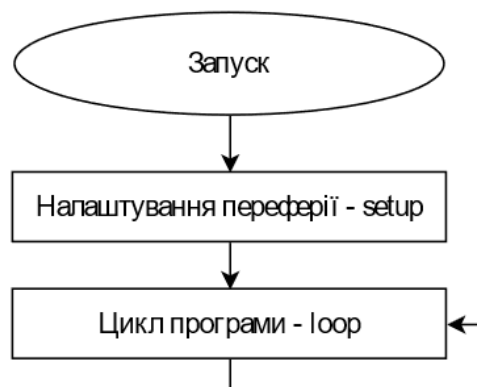 Запуск
Налаштування переферії - setup
Цикл програми - loop